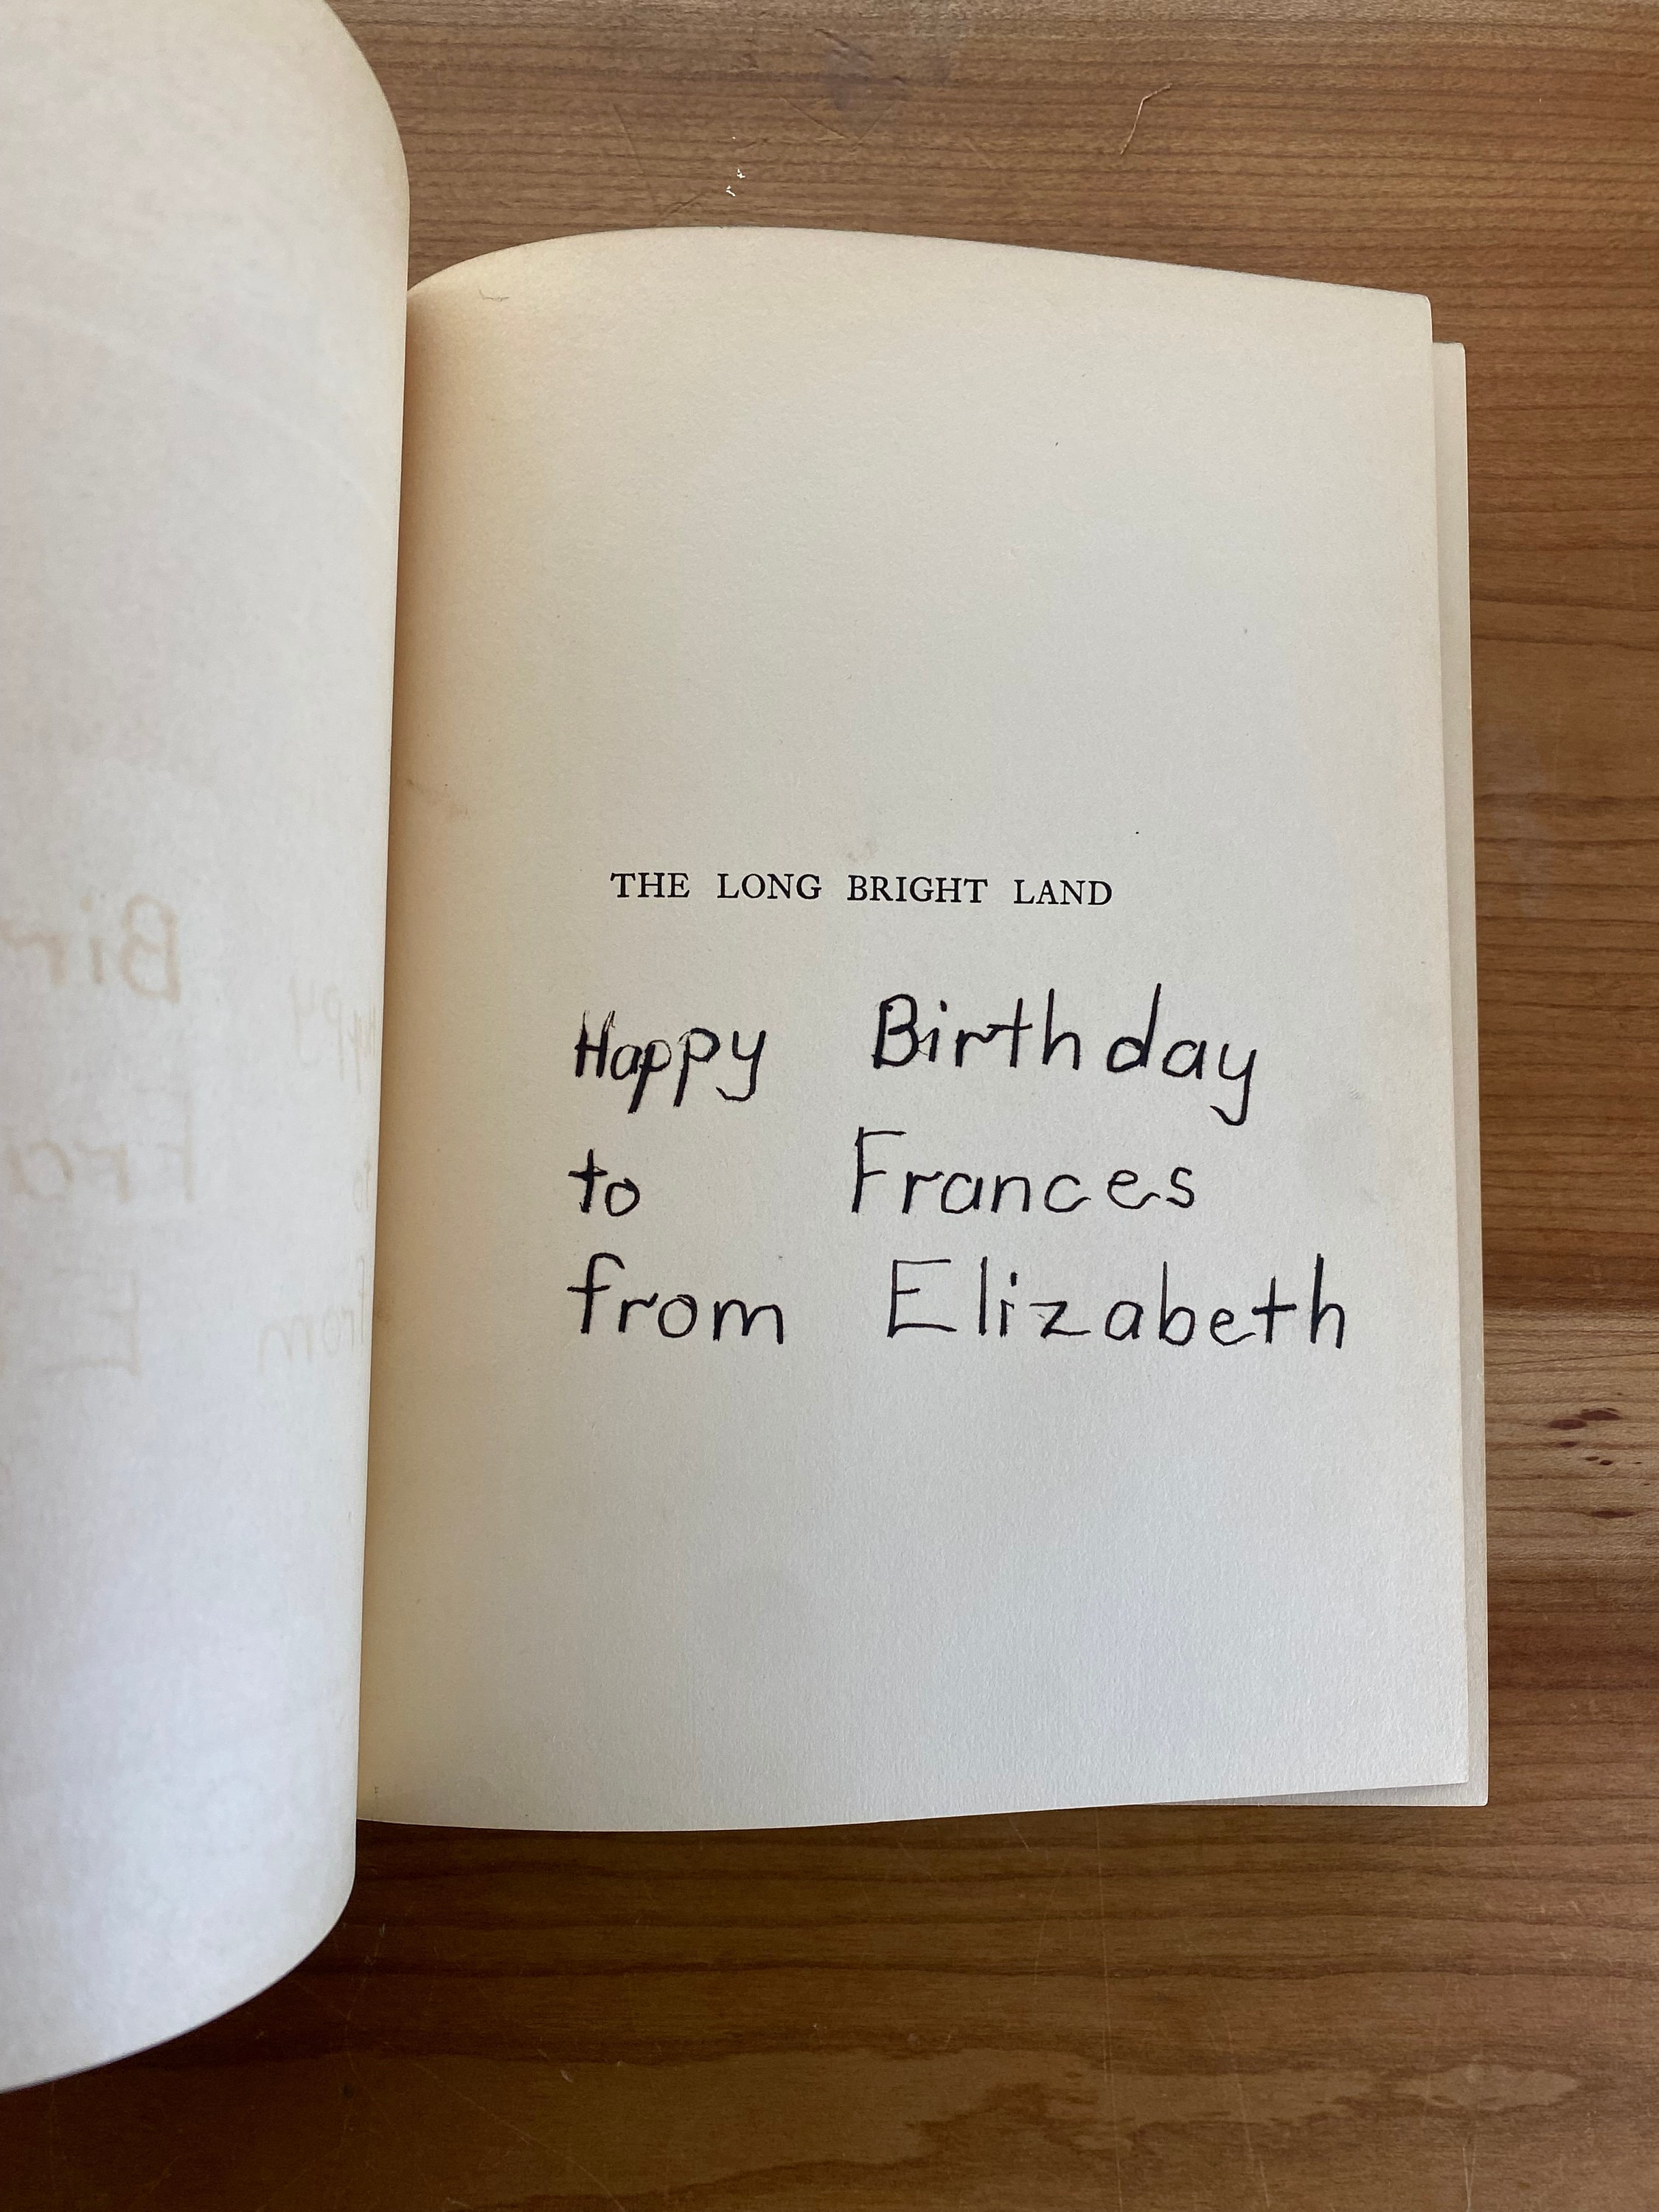 THE LONG BRIGHT LAND
Happy Birthday
to Frances
from Elizabeth